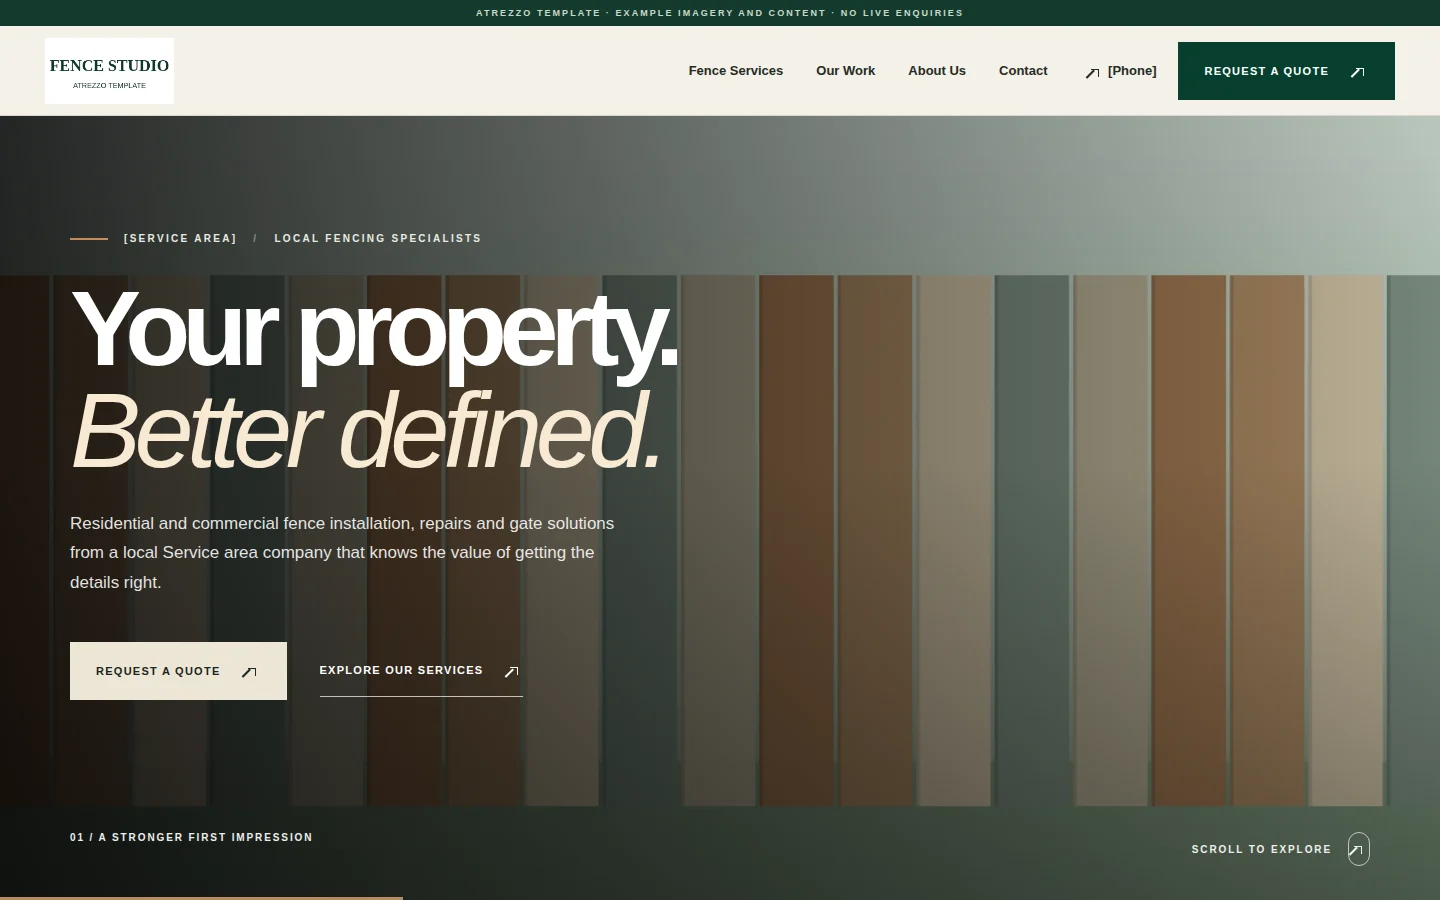 ATREZZO TEMPLATE · EXAMPLE IMAGERY AND CONTENT · NO LIVE ENQUIRIES
FENCE STUDIO
ATREZZO TEMPLATE
Fence Services
Our Work
About Us
Contact
[Phone]
REQUEST A QUOTE
[SERVICE AREA] / LOCAL FENCING SPECIALISTS
Your property.
Better defined.
Residential and commercial fence installation, repairs and gate solutions
from a local Service area company that knows the value of getting the
details right.
REQUEST A QUOTE
EXPLORE OUR SERVICES
01 / A STRONGER FIRST IMPRESSION
SCROLL TO EXPLORE